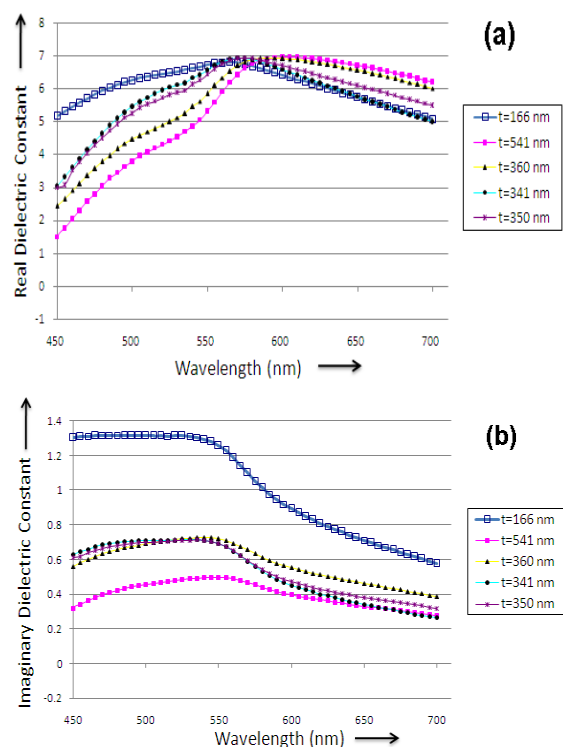 (a)
Real Dielectric Constant
8
7
6
5
4
3
2
1
0
-1
450 500 550 600 650 700
Wavelength (nm)
t=166 nm
t=541 nm
t=360 nm
t=341 nm
t=350 nm
(b)
Imaginary Dielectric Constant
1.4
1.2
1
0.8
0.6
0.4
0.2
0
-0.2
450 500 550 600 650 700
Wavelength (nm)
t=166 nm
t=541 nm
t=360 nm
t=341 nm
t=350 nm